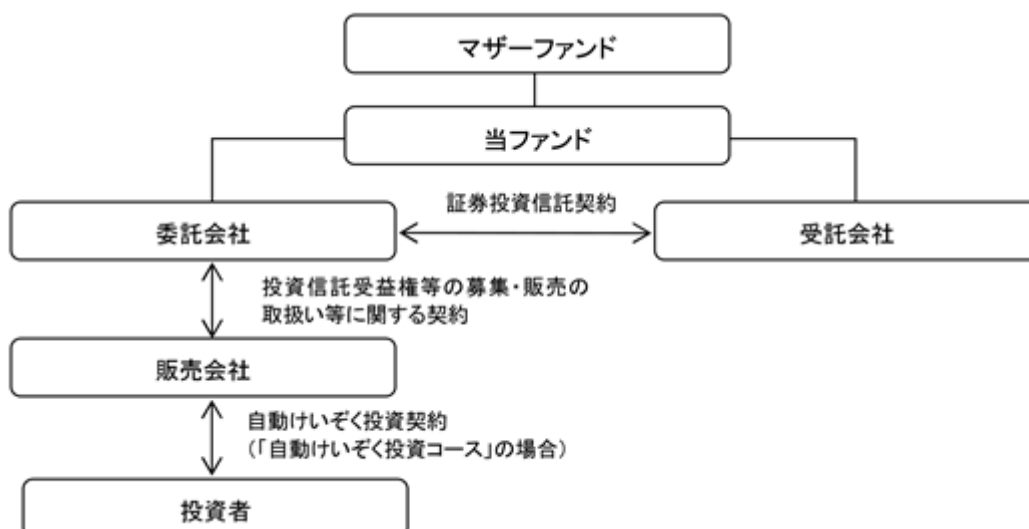 マザーファンド
当ファンド
証券投資信託契約
委託会社
受託会社
投資信託受益権等の募集・販売の
取扱い等に関する契約
販売会社
自動けいぞく投資契約
(「自動けいぞく投資コース」の場合)
投資者